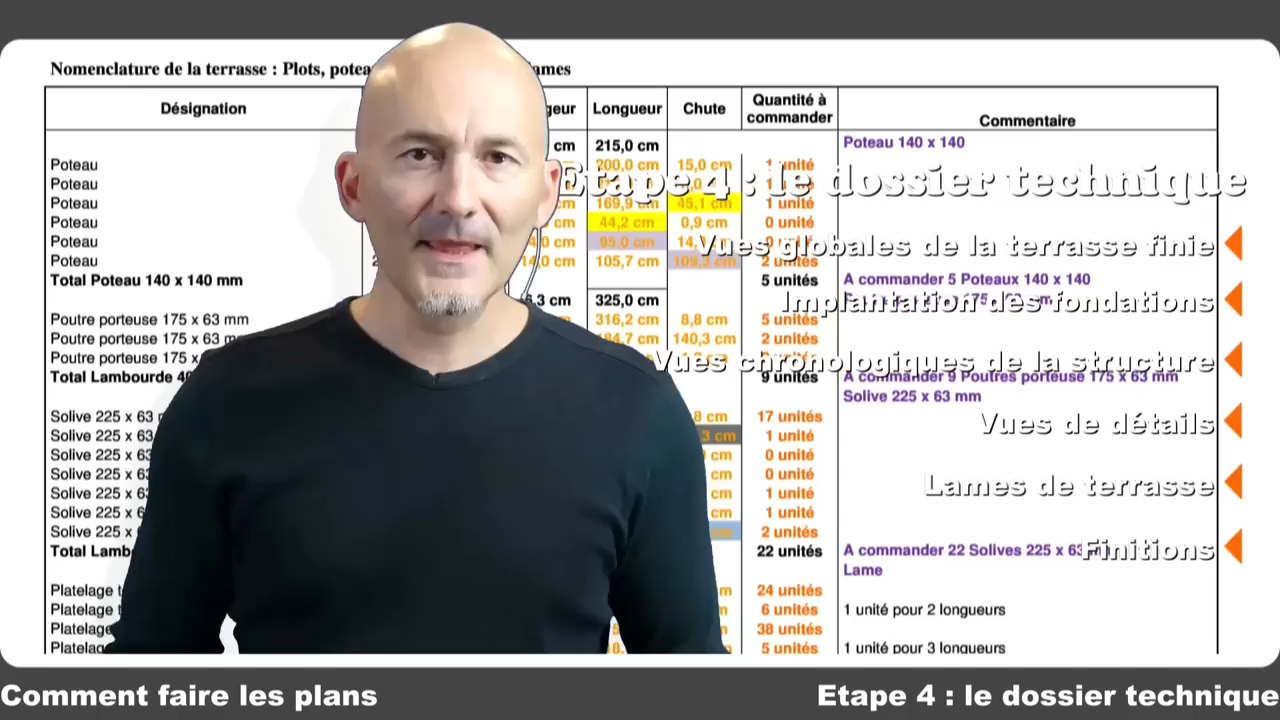 Nomenclature de la terrasse : Plots,
Désignation Longueur Chute Quantité à commander Commentaire
cm 215,0 cm Poteau 140 x 140
Poteau 200,0 cm 15,0 cm 1 unité
Poteau
Poteau 169,9 cm 45,1 cm 1 unité
Poteau 44,2 cm 0,9 cm 0 unité
Poteau 95,0 cm
Poteau 105,7 cm 109,3 cm 2 unités
Total Poteau 140 x 140 mm 5 unités A commander 5 Poteaux 140 x 140
325,0 cm
Poutre porteuse 175 x 63 mm 316,2 cm 8,8 cm 5 unités
Poutre porteuse 175 x 63 mm 184,7 cm 140,3 cm 2 unités
Poutre porteuse 175 x
Total Lambourde 9 unités A commander 9 Poutres porteuse 175 x 63 mm
Solive 225 x 63 mm
Solive 225 x 63 17 unités
Solive 225 x 63 1 unité
Solive 225 x 63 cm 0 unité
Solive 225 x 63 cm 0 unité
Solive 225 x 63 cm 1 unité
Solive 225 x cm 1 unité
Solive 225 x cm 2 unités
Total 22 unités A commander 22 Solives 225 x
Lame
Platelage 24 unités
Platelage 6 unités 1 unité pour 2 longueurs
Platelage 38 unités
Platelage 5 unités 1 unité pour 3 longueurs
Etape 4 : le dossier technique
Vues globales de la terrasse finie
Implantation des fondations
Vues chronologiques de la structure
Vues de détails
Lames de terrasse
Finitions
Comment faire les plans
Etape 4 : le dossier technique